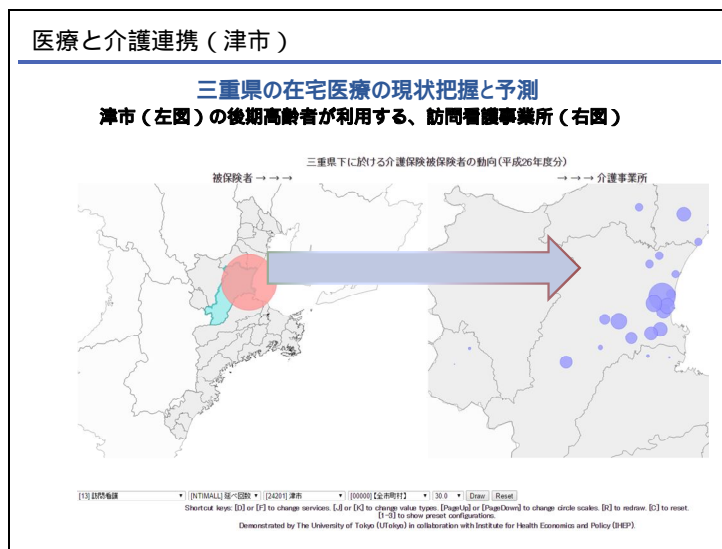 医療と介護連携(津市)
三重県の在宅医療の現状把握と予測
津市(左図)の後期高齢者が利用する、訪問看護事業所(右図)
三重県下に於ける介護保険被保険者の動向(平成26年度分)
被保険者 → → →
→ → → 介護事業所
[13] 訪問看護 [NTIMALL] 延べ回数 [24201] 津市 [00000]【全市町村】 30.0 Draw Reset
Shortcut keys: [D] or [F] to change services. [J] or [K] to change value types. [PageUp] or [PageDown] to change circle scales. [R] to redraw. [C] to reset.
[1-3] to show preset configurations.
Demonstrated by The University of Tokyo (UTokyo) in collaboration with Institute for Health Economics and Policy (IHEP).